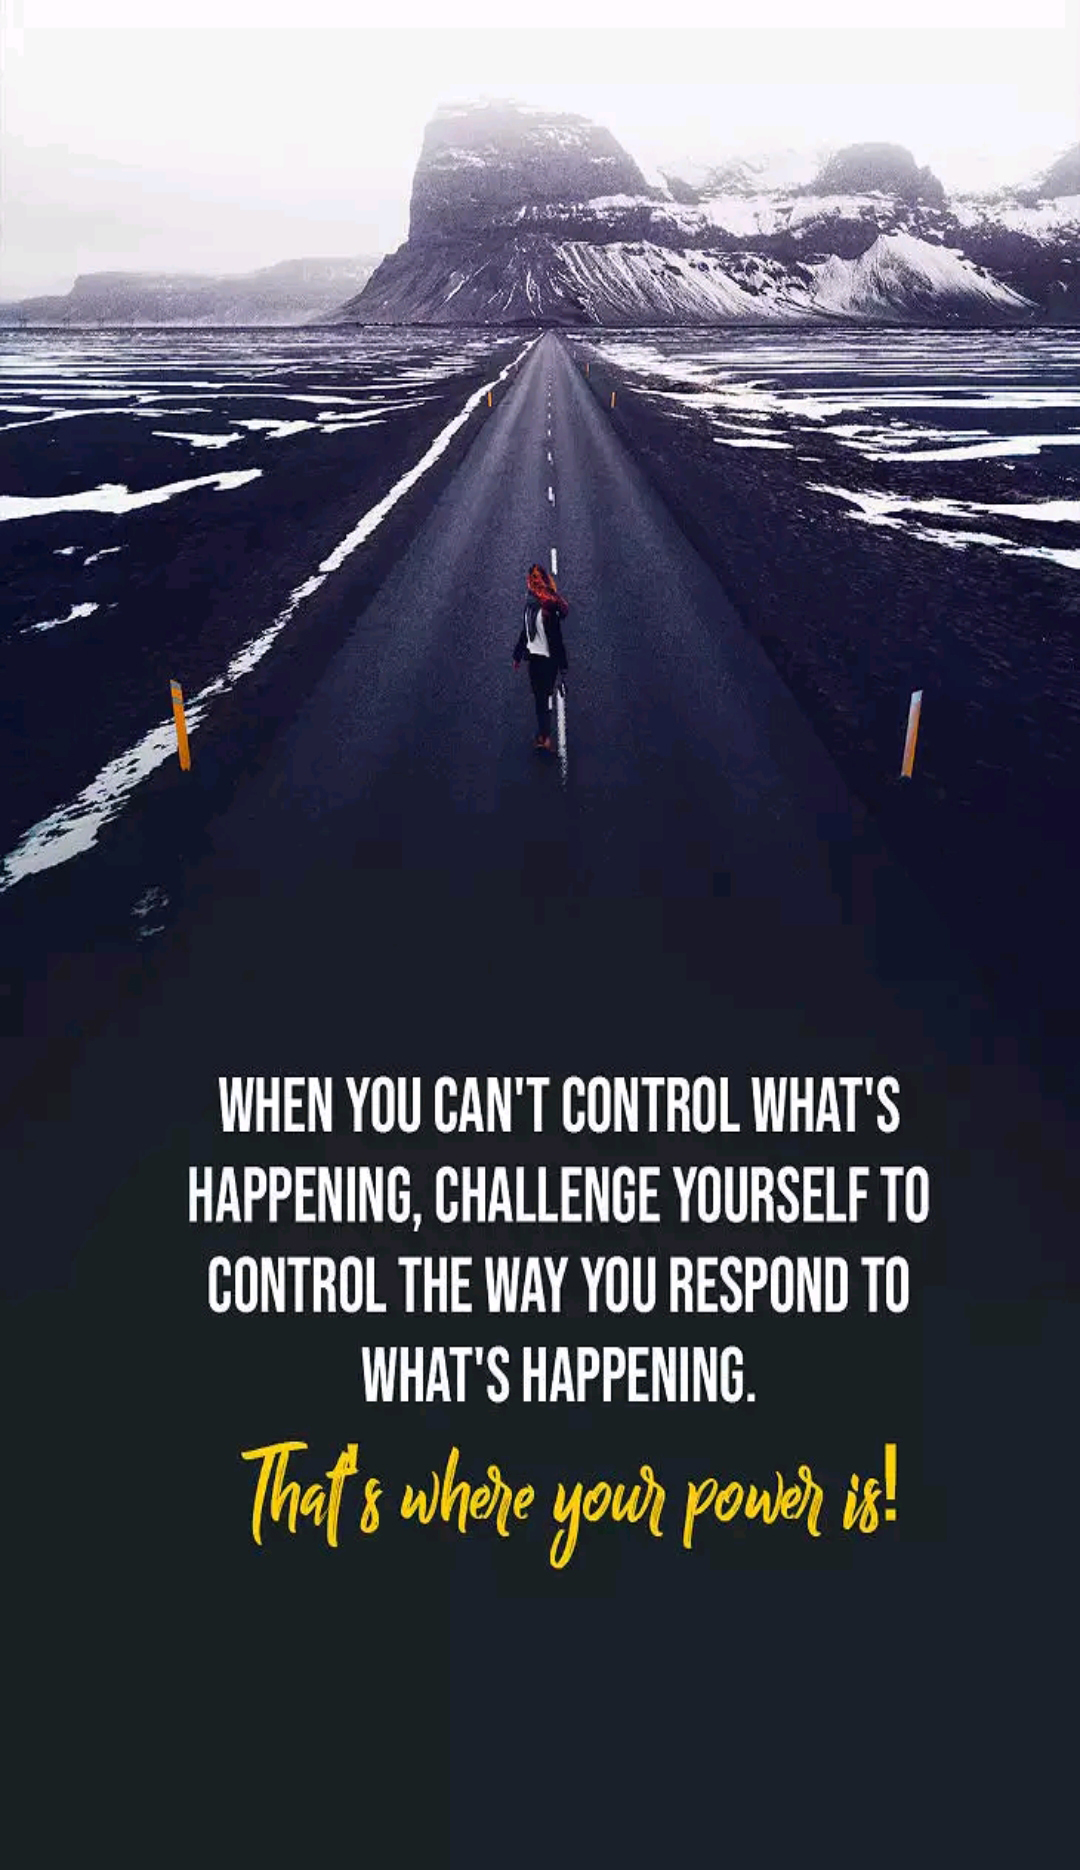 WHEN YOU CAN'T CONTROL WHAT'S
HAPPENING, CHALLENGE YOURSELF TO
CONTROL THE WAY YOU RESPOND TO
WHAT'S HAPPENING.
That's where your power is!